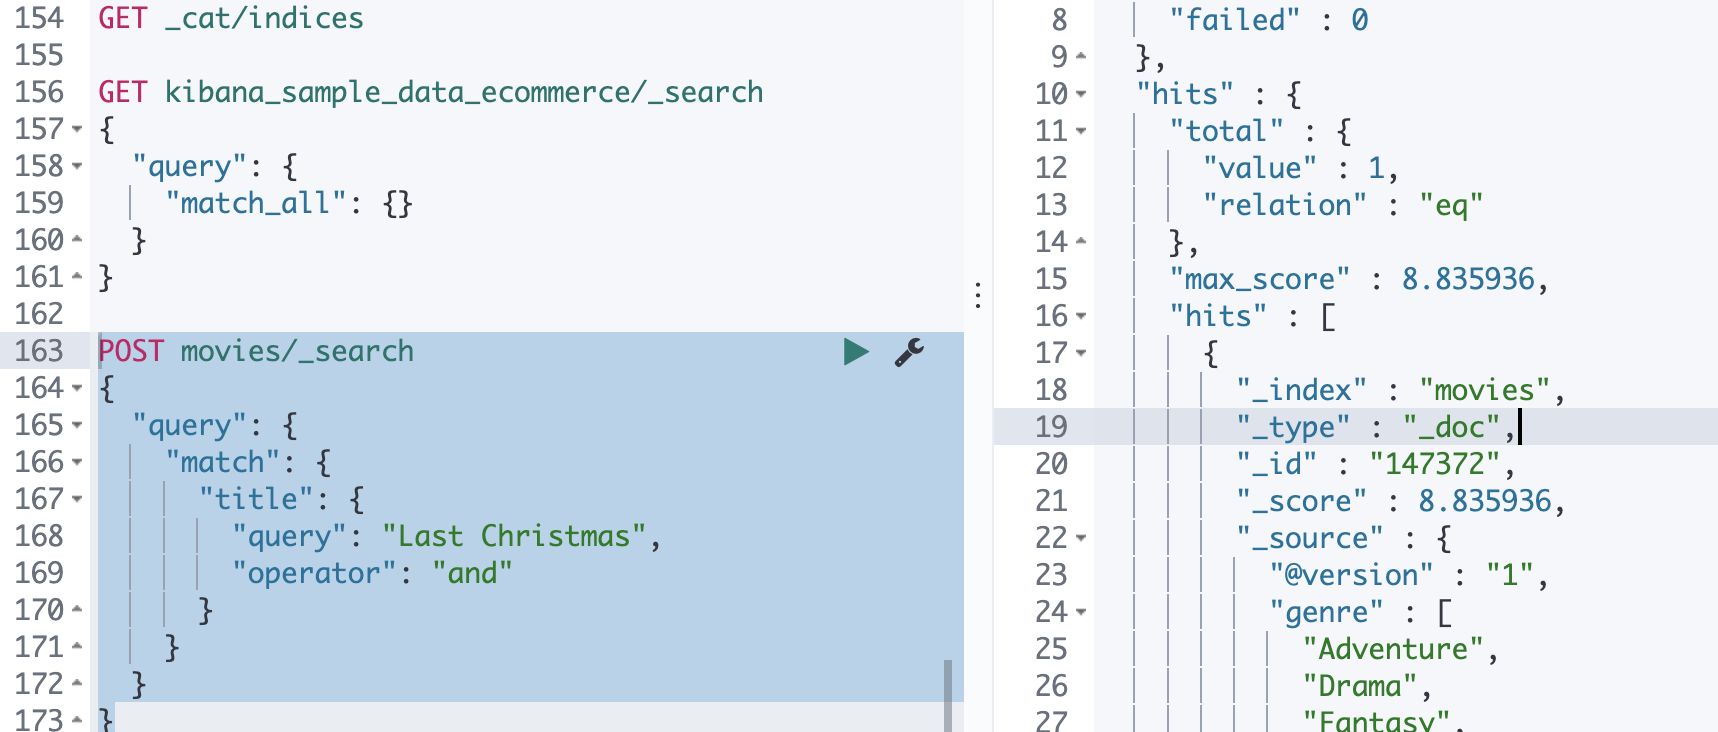 154 GET _cat/indices
155
156 GET kibana_sample_data_ecommerce/_search
157 {
158 "query": {
159 "match_all": {}
160 }
161 }
162
163 POST movies/_search
164 {
165 "query": {
166 "match": {
167 "title": {
168 "query": "Last Christmas",
169 "operator": "and"
170 }
171 }
172 }
173 }
8 "failed" : 0
9 },
10 "hits" : {
11 "total" : {
12 "value" : 1,
13 "relation" : "eq"
14 },
15 "max_score" : 8.835936,
16 "hits" : [
17 {
18 "_index" : "movies",
19 "_type" : "_doc",
20 "_id" : "147372",
21 "_score" : 8.835936,
22 "_source" : {
23 "@version" : "1",
24 "genre" : [
25 "Adventure",
26 "Drama",
27 "Fantasy",